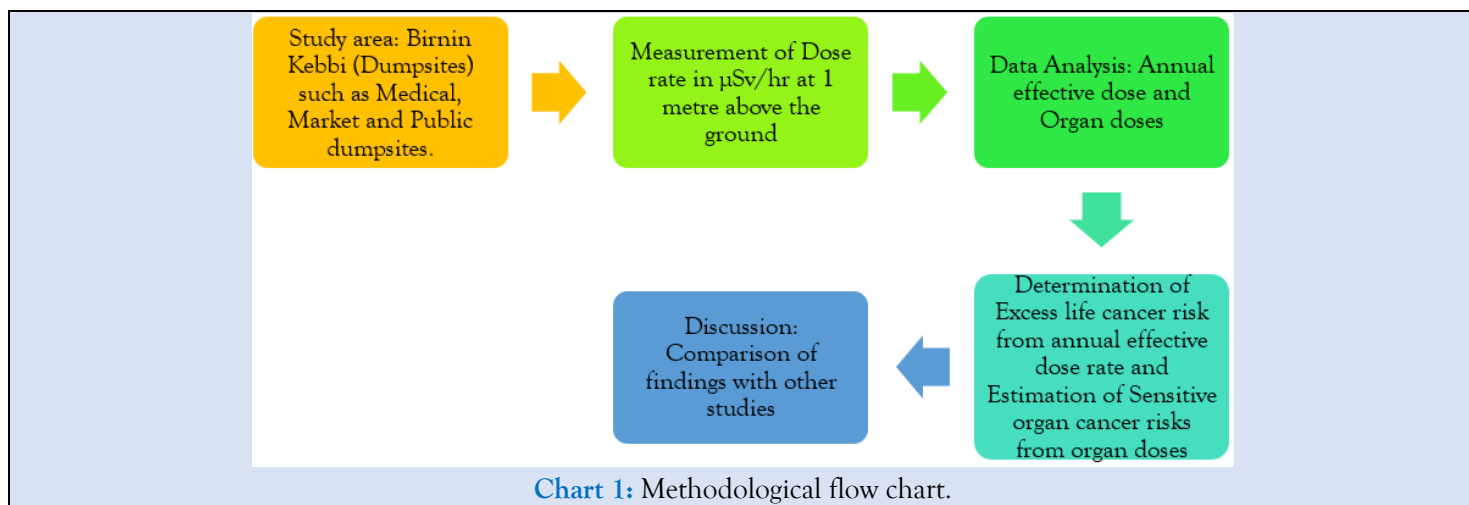 Study area: Birnin
Kebbi (Dumpsites)
such as Medical,
Market and Public
dumpsites.
Measurement of Dose
rate in µSv/hr at 1
metre above the
ground
Data Analysis: Annual
effective dose and
Organ doses
Determination of
Excess life cancer risk
from annual effective
dose rate and
Estimation of Sensitive
organ cancer risks
from organ doses
Discussion:
Comparison of
findings with other
studies
Chart 1: Methodological flow chart.